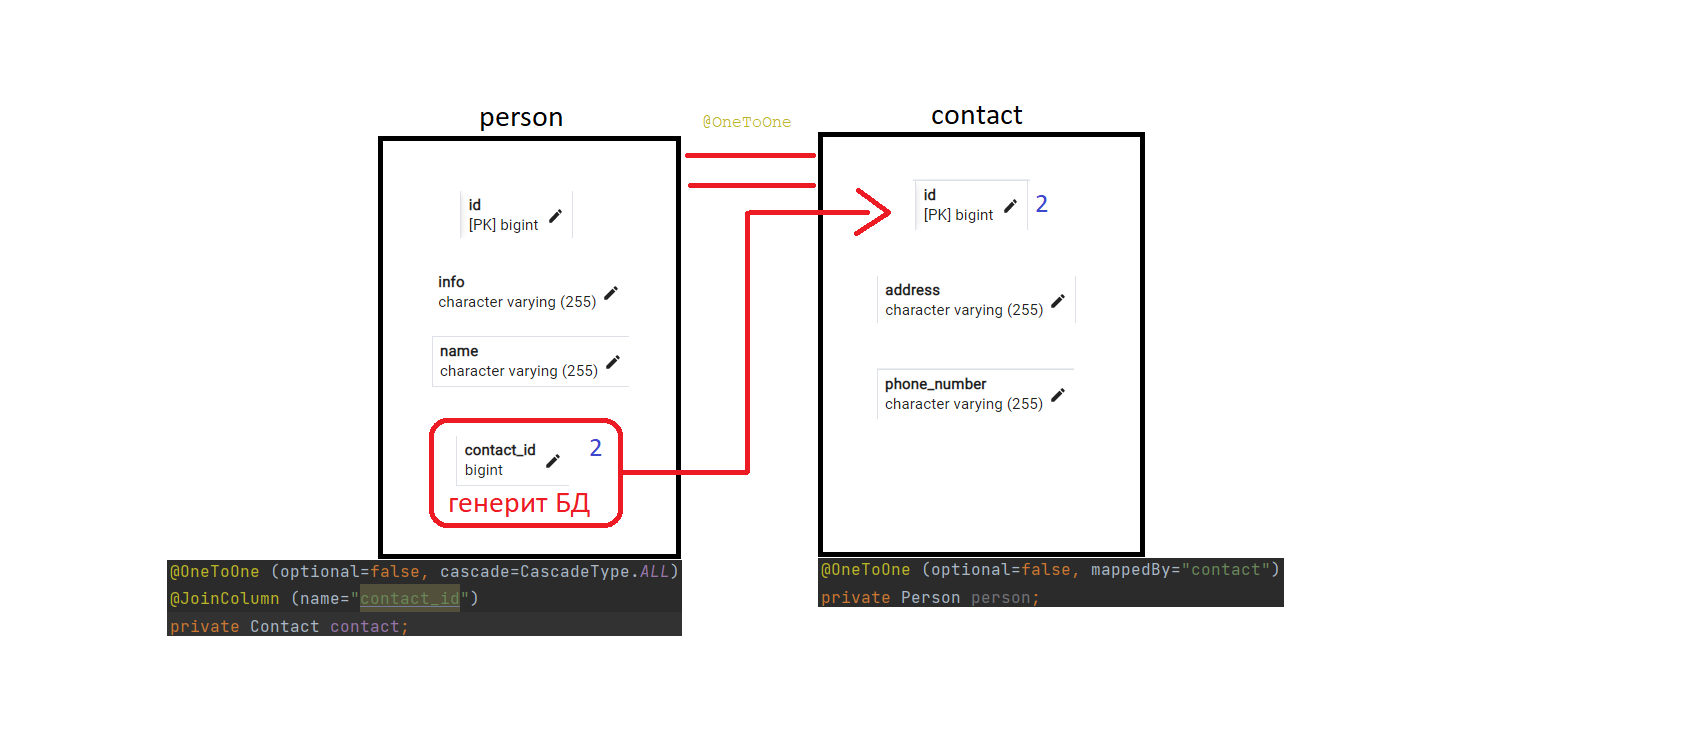 person
@OneToOne
contact
id
[PK] bigint
info
character varying (255)
name
character varying (255)
contact_id
bigint
2
генерит БД
id
[PK] bigint
2
address
character varying (255)
phone_number
character varying (255)
@OneToOne (optional=false, cascade=CascadeType.ALL)
@JoinColumn (name="contact_id")
private Contact contact;
@OneToOne (optional=false, mappedBy="contact")
private Person person;